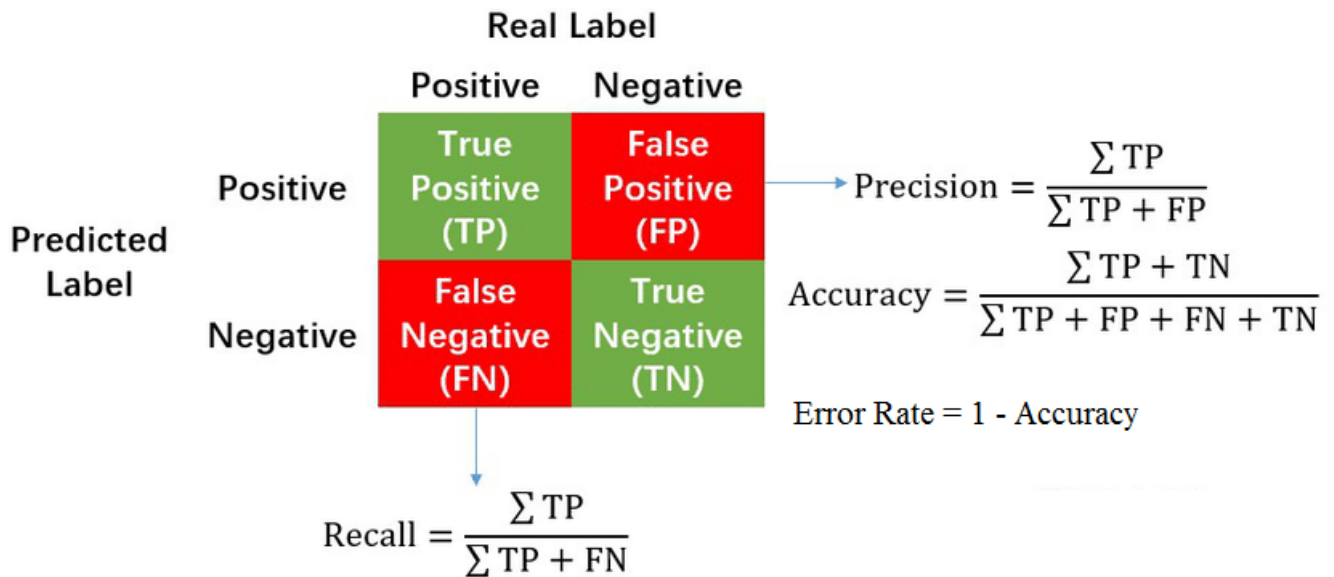 Real Label
Positive Negative
Predicted Label
Positive
True Positive (TP)
False Positive (FP)
Negative
False Negative (FN)
True Negative (TN)
Precision = ∑ TP / ∑ TP + FP
Accuracy = ∑ TP + TN / ∑ TP + FP + FN + TN
Error Rate = 1 - Accuracy
Recall = ∑ TP / ∑ TP + FN